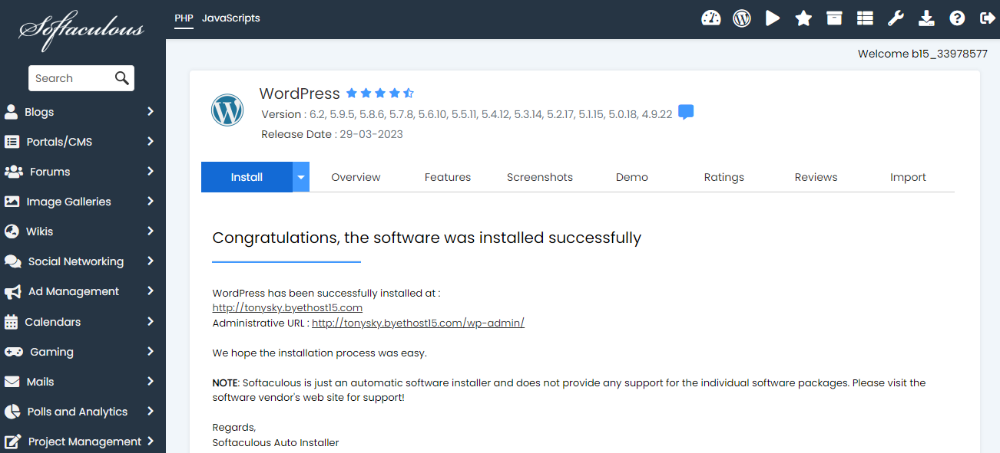 Softaculous
PHP JavaScripts
Welcome b15_33978577
Search
Blogs
Portals/CMS
Forums
Image Galleries
Wikis
Social Networking
Ad Management
Calendars
Gaming
Mails
Polls and Analytics
Project Management
WordPress
Version : 6.2, 5.9.5, 5.8.6, 5.7.8, 5.6.10, 5.5.11, 5.4.12, 5.3.14, 5.2.17, 5.1.15, 5.0.18, 4.9.22
Release Date : 29-03-2023
Install Overview Features Screenshots Demo Ratings Reviews Import
Congratulations, the software was installed successfully
WordPress has been successfully installed at :
http://tonysky.byethost15.com
Administrative URL : http://tonysky.byethost15.com/wp-admin/
We hope the installation process was easy.
NOTE: Softaculous is just an automatic software installer and does not provide any support for the individual software packages. Please visit the
software vendor's web site for support!
Regards,
Softaculous Auto Installer